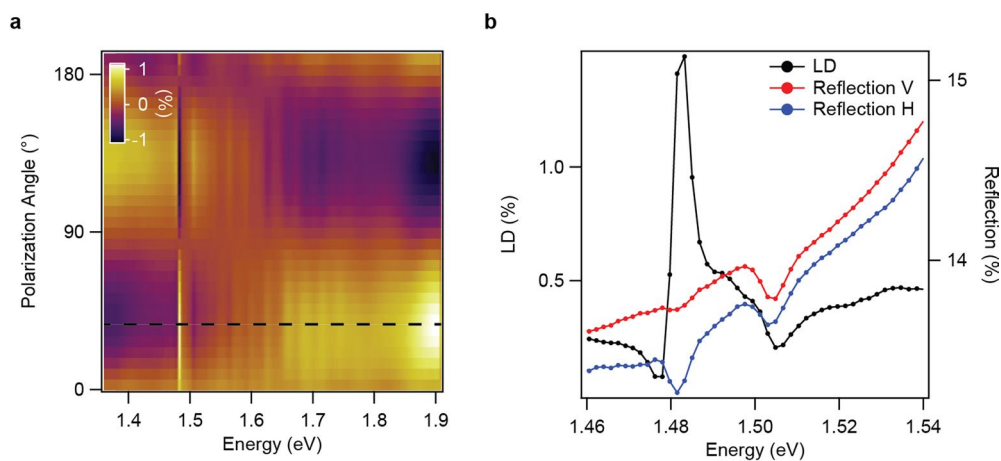 a
Polarization Angle (°)
180
90
0
1
0
-1
(%)
1.4 1.5 1.6 1.7 1.8 1.9
Energy (eV)
b
LD (%)
1.0
0.5
LD
Reflection V
Reflection H
15
14
Reflection (%)
1.46 1.48 1.50 1.52 1.54
Energy (eV)